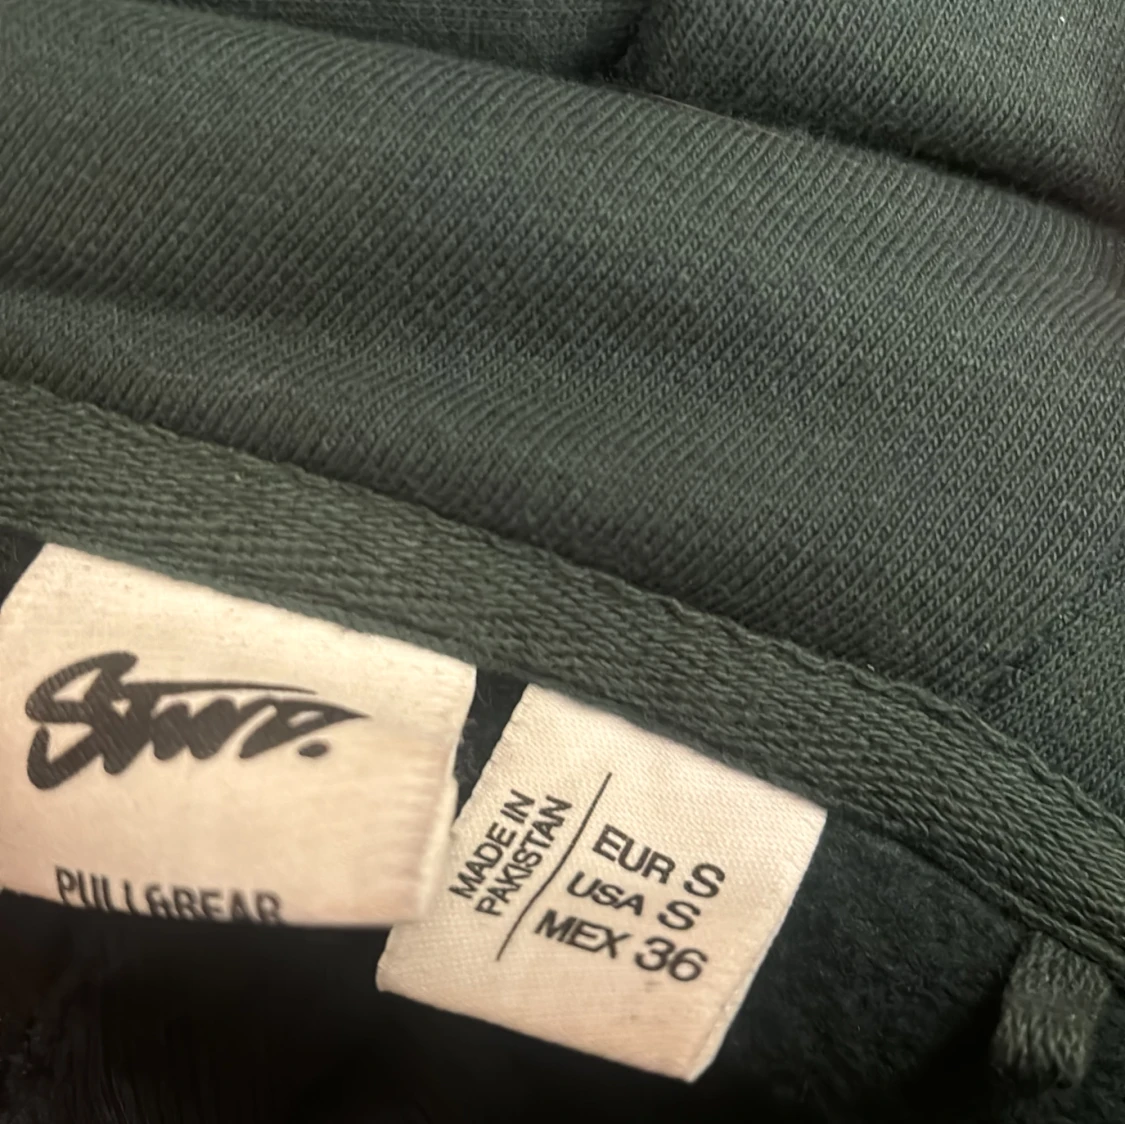 STWD.
PULL&BEAR
MADE IN
PAKISTAN
EUR S
USA S
MEX 36